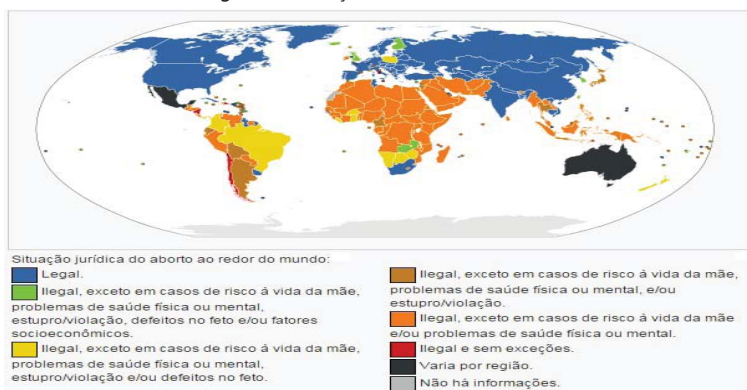 Situação jurídica do aborto ao redor do mundo:
Legal.
Ilegal, exceto em casos de risco á vida da mãe,
problemas de saúde física ou mental,
estupro/violação, defeitos no feto e/ou fatores
socioeconômicos.
Ilegal, exceto em casos de risco á vida da mãe,
problemas de saúde física ou mental,
estupro/violação e/ou defeitos no feto.
Ilegal, exceto em casos de risco á vida da mãe,
problemas de saúde física ou mental, e/ou
estupro/violação.
Ilegal, exceto em casos de risco á vida da mãe
e/ou problemas de saúde física ou mental.
Ilegal e sem exceções.
Varia por região.
Não há informações.